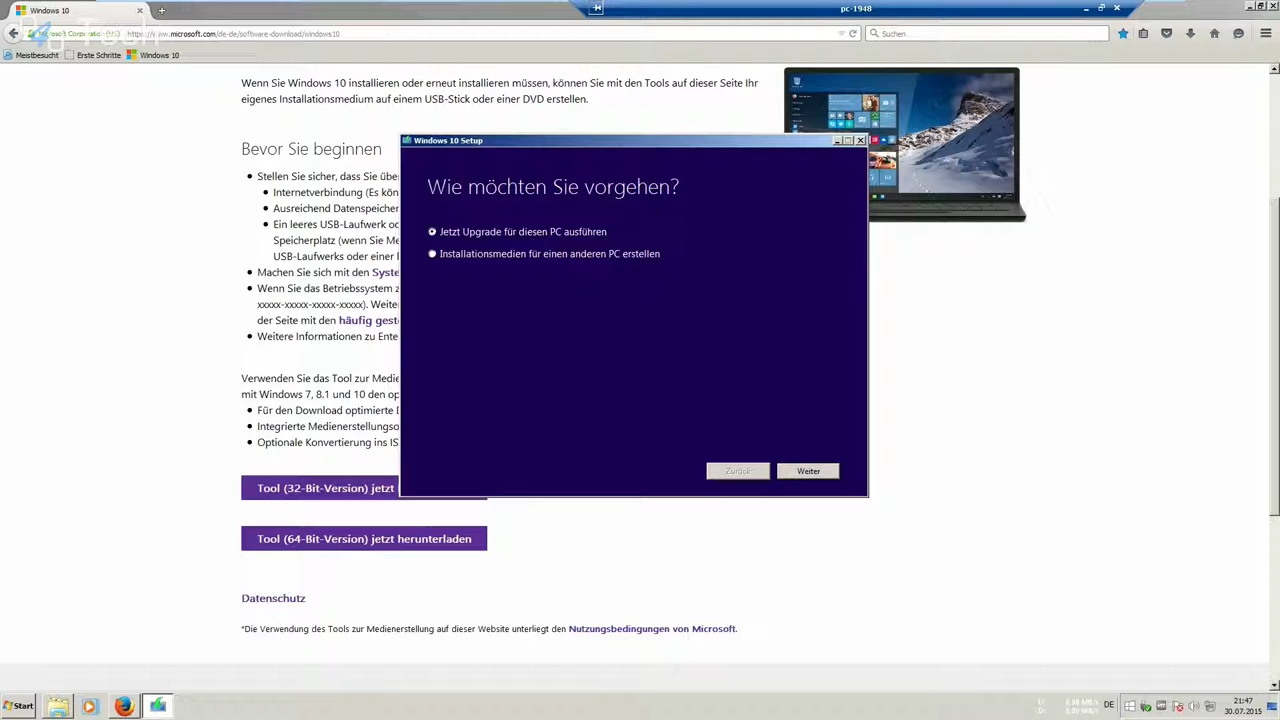 Windows 10
pc-1948
Microsoft Corporation (US)
https://www.microsoft.com/de-de/software-download/windows10
Suchen
Meistbesucht
Erste Schritte
Windows 10
Wenn Sie Windows 10 installieren oder erneut installieren müssen, können Sie mit den Tools auf dieser Seite Ihr
eigenes Installationsmedium auf einem USB-Stick oder einer DVD erstellen.
Bevor Sie beginnen
Stellen Sie sicher, dass Sie übe
Internetverbindung (Es kön
Ausreichend Datenspeicher
Ein leeres USB-Laufwerk oc
Speicherplatz (wenn Sie Me
USB-Laufwerks oder einer l
Machen Sie sich mit den Syste
Wenn Sie das Betriebssystem z
xxxxx-xxxxx-xxxxx-xxxxx). Weite
der Seite mit den häufig gest
Weitere Informationen zu Ente
Verwenden Sie das Tool zur Medie
mit Windows 7, 8.1 und 10 den op
Für den Download optimierte D
Integrierte Medienerstellungso
Optionale Konvertierung ins IS
Tool (32-Bit-Version) jetzt
Tool (64-Bit-Version) jetzt herunterladen
Datenschutz
*Die Verwendung des Tools zur Medienerstellung auf dieser Website unterliegt den Nutzungsbedingungen von Microsoft.
Windows 10 Setup
Wie möchten Sie vorgehen?
Jetzt Upgrade für diesen PC ausführen
Installationsmedien für einen anderen PC erstellen
Zurück
Weiter
Start
DE
21:47
30.07.2015